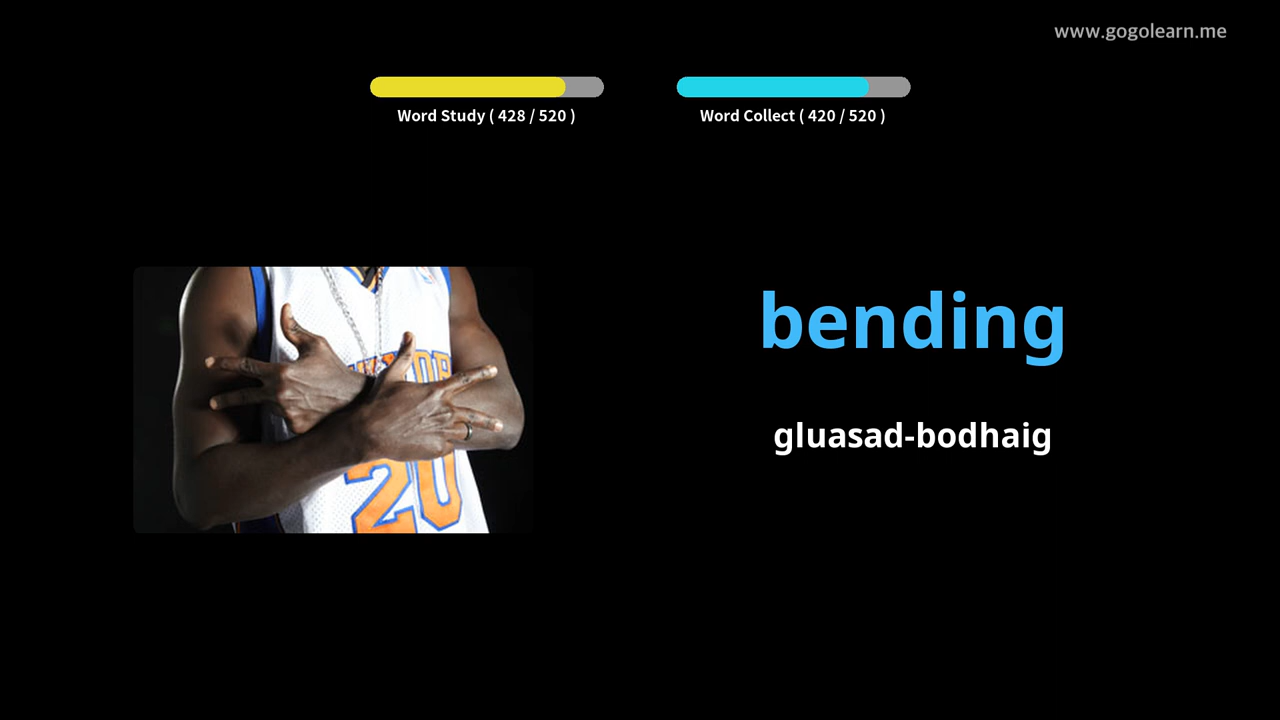 www.gogolearn.me
Word Study ( 428 / 520 )
Word Collect ( 420 / 520 )
bending
gluasad-bodhaig
20